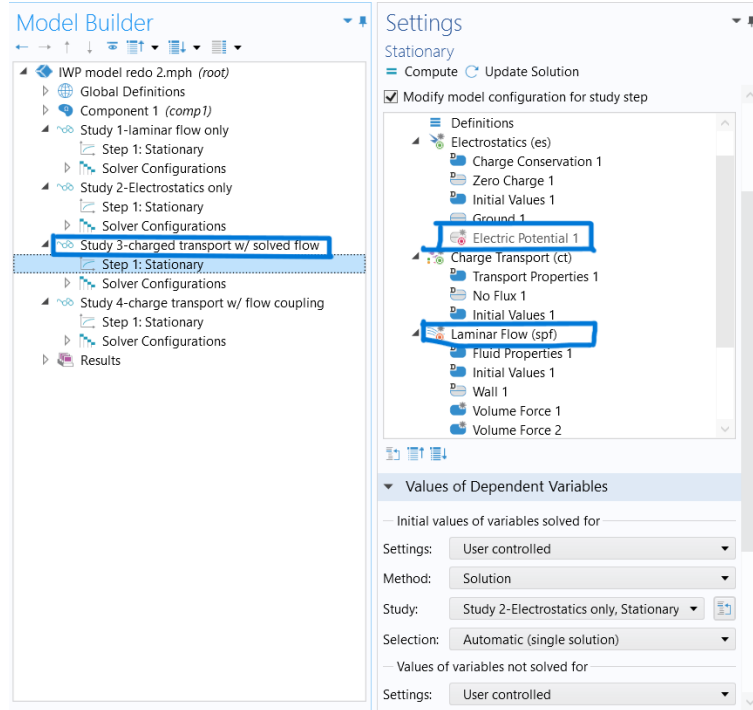 Model Builder
IWP model redo 2.mph (root)
Global Definitions
Component 1 (comp1)
Study 1-laminar flow only
Step 1: Stationary
Solver Configurations
Study 2-Electrostatics only
Step 1: Stationary
Solver Configurations
Study 3-charged transport w/ solved flow
Step 1: Stationary
Solver Configurations
Study 4-charge transport w/ flow coupling
Step 1: Stationary
Solver Configurations
Results
Settings
Stationary
= Compute Update Solution
Modify model configuration for study step
Definitions
Electrostatics (es)
Charge Conservation 1
Zero Charge 1
Initial Values 1
Ground 1
Electric Potential 1
Charge Transport (ct)
Transport Properties 1
No Flux 1
Initial Values 1
Laminar Flow (spf)
Fluid Properties 1
Initial Values 1
Wall 1
Volume Force 1
Volume Force 2
Values of Dependent Variables
Initial values of variables solved for
Settings: User controlled
Method: Solution
Study: Study 2-Electrostatics only, Stationary
Selection: Automatic (single solution)
Values of variables not solved for
Settings: User controlled